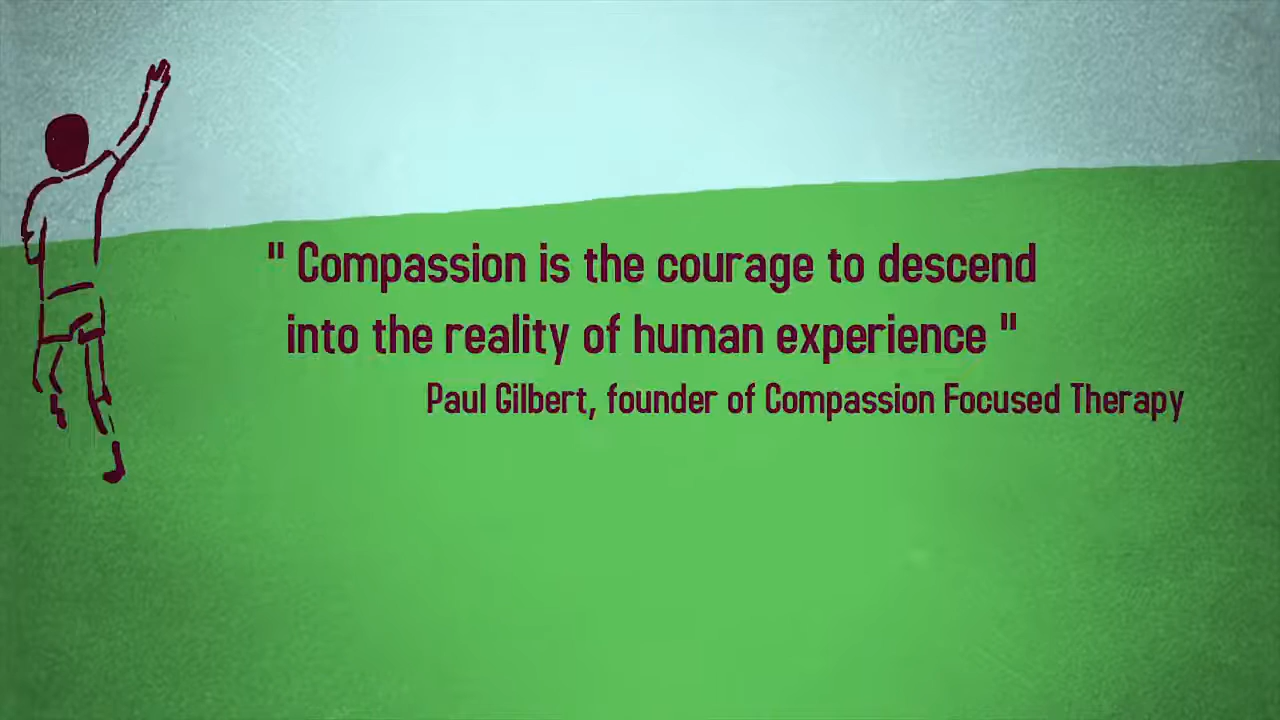 " Compassion is the courage to descend
into the reality of human experience "
Paul Gilbert, founder of Compassion Focused Therapy